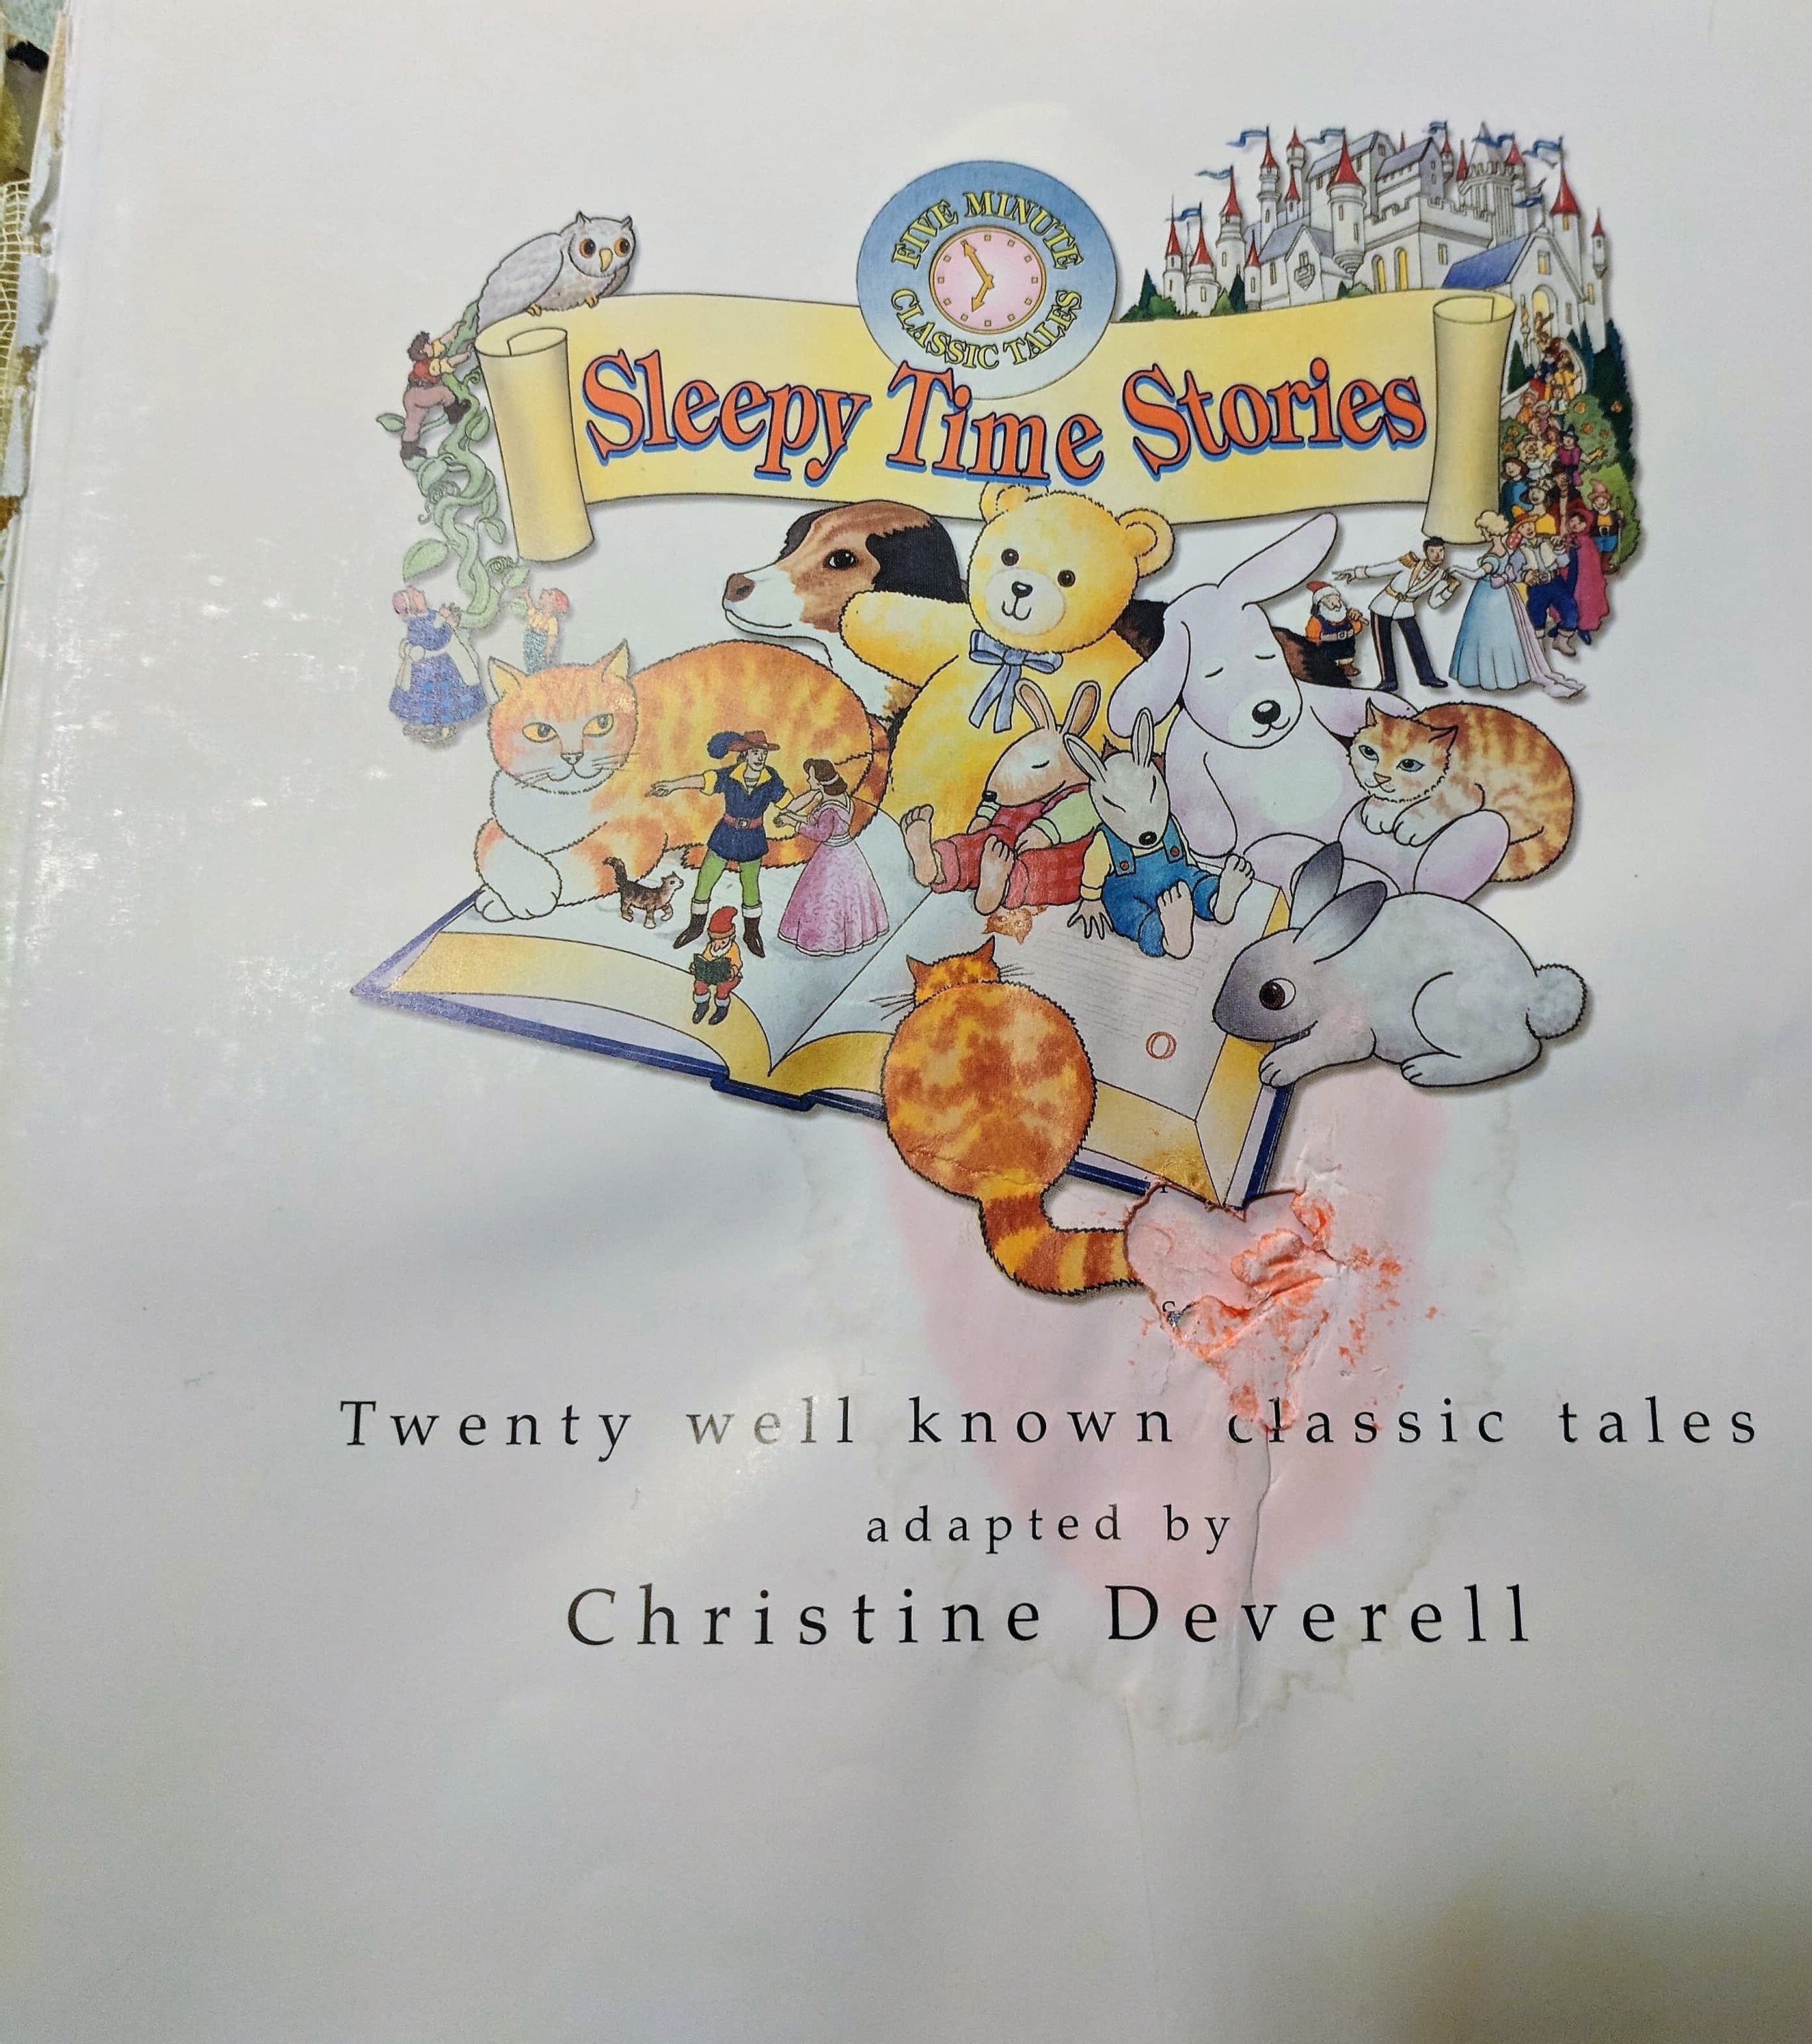 FIVE MINUTE
CLASSIC TALES
Sleepy Time Stories
Twenty well known classic tales
adapted by
Christine Deverell